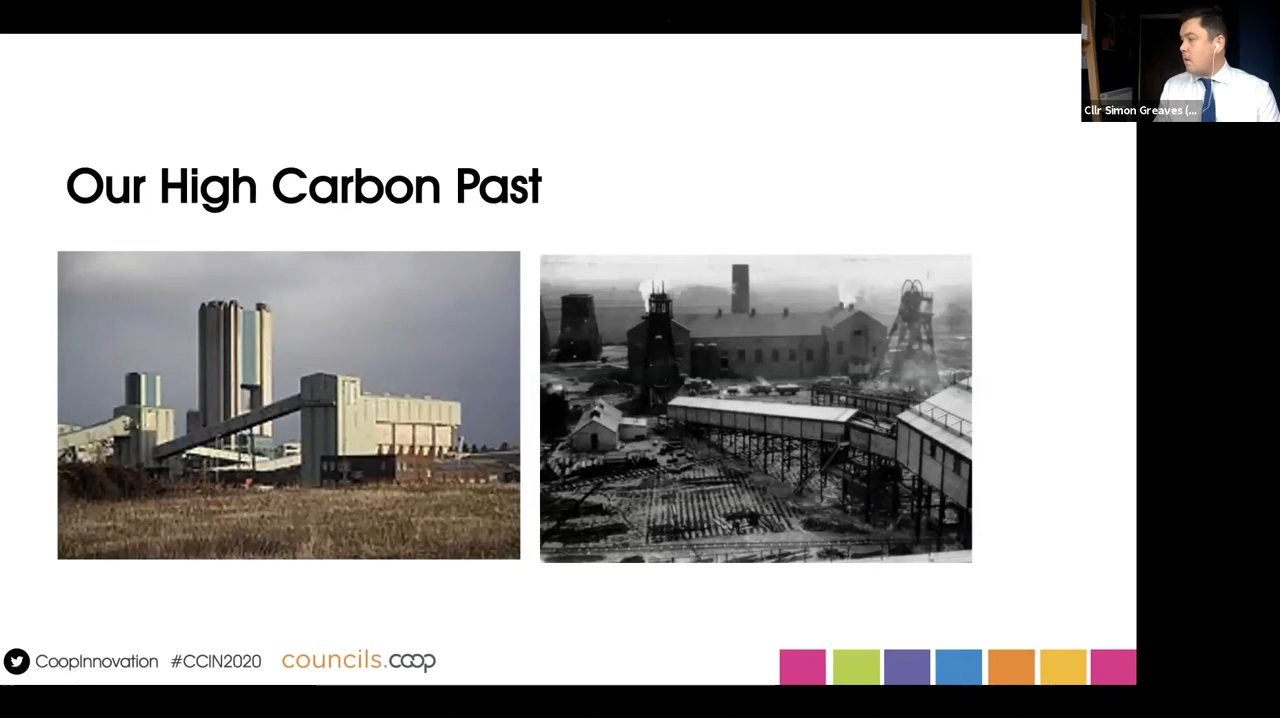 Cllr Simon Greaves (...
Our High Carbon Past
CoopInnovation #CCIN2020 councils.coop